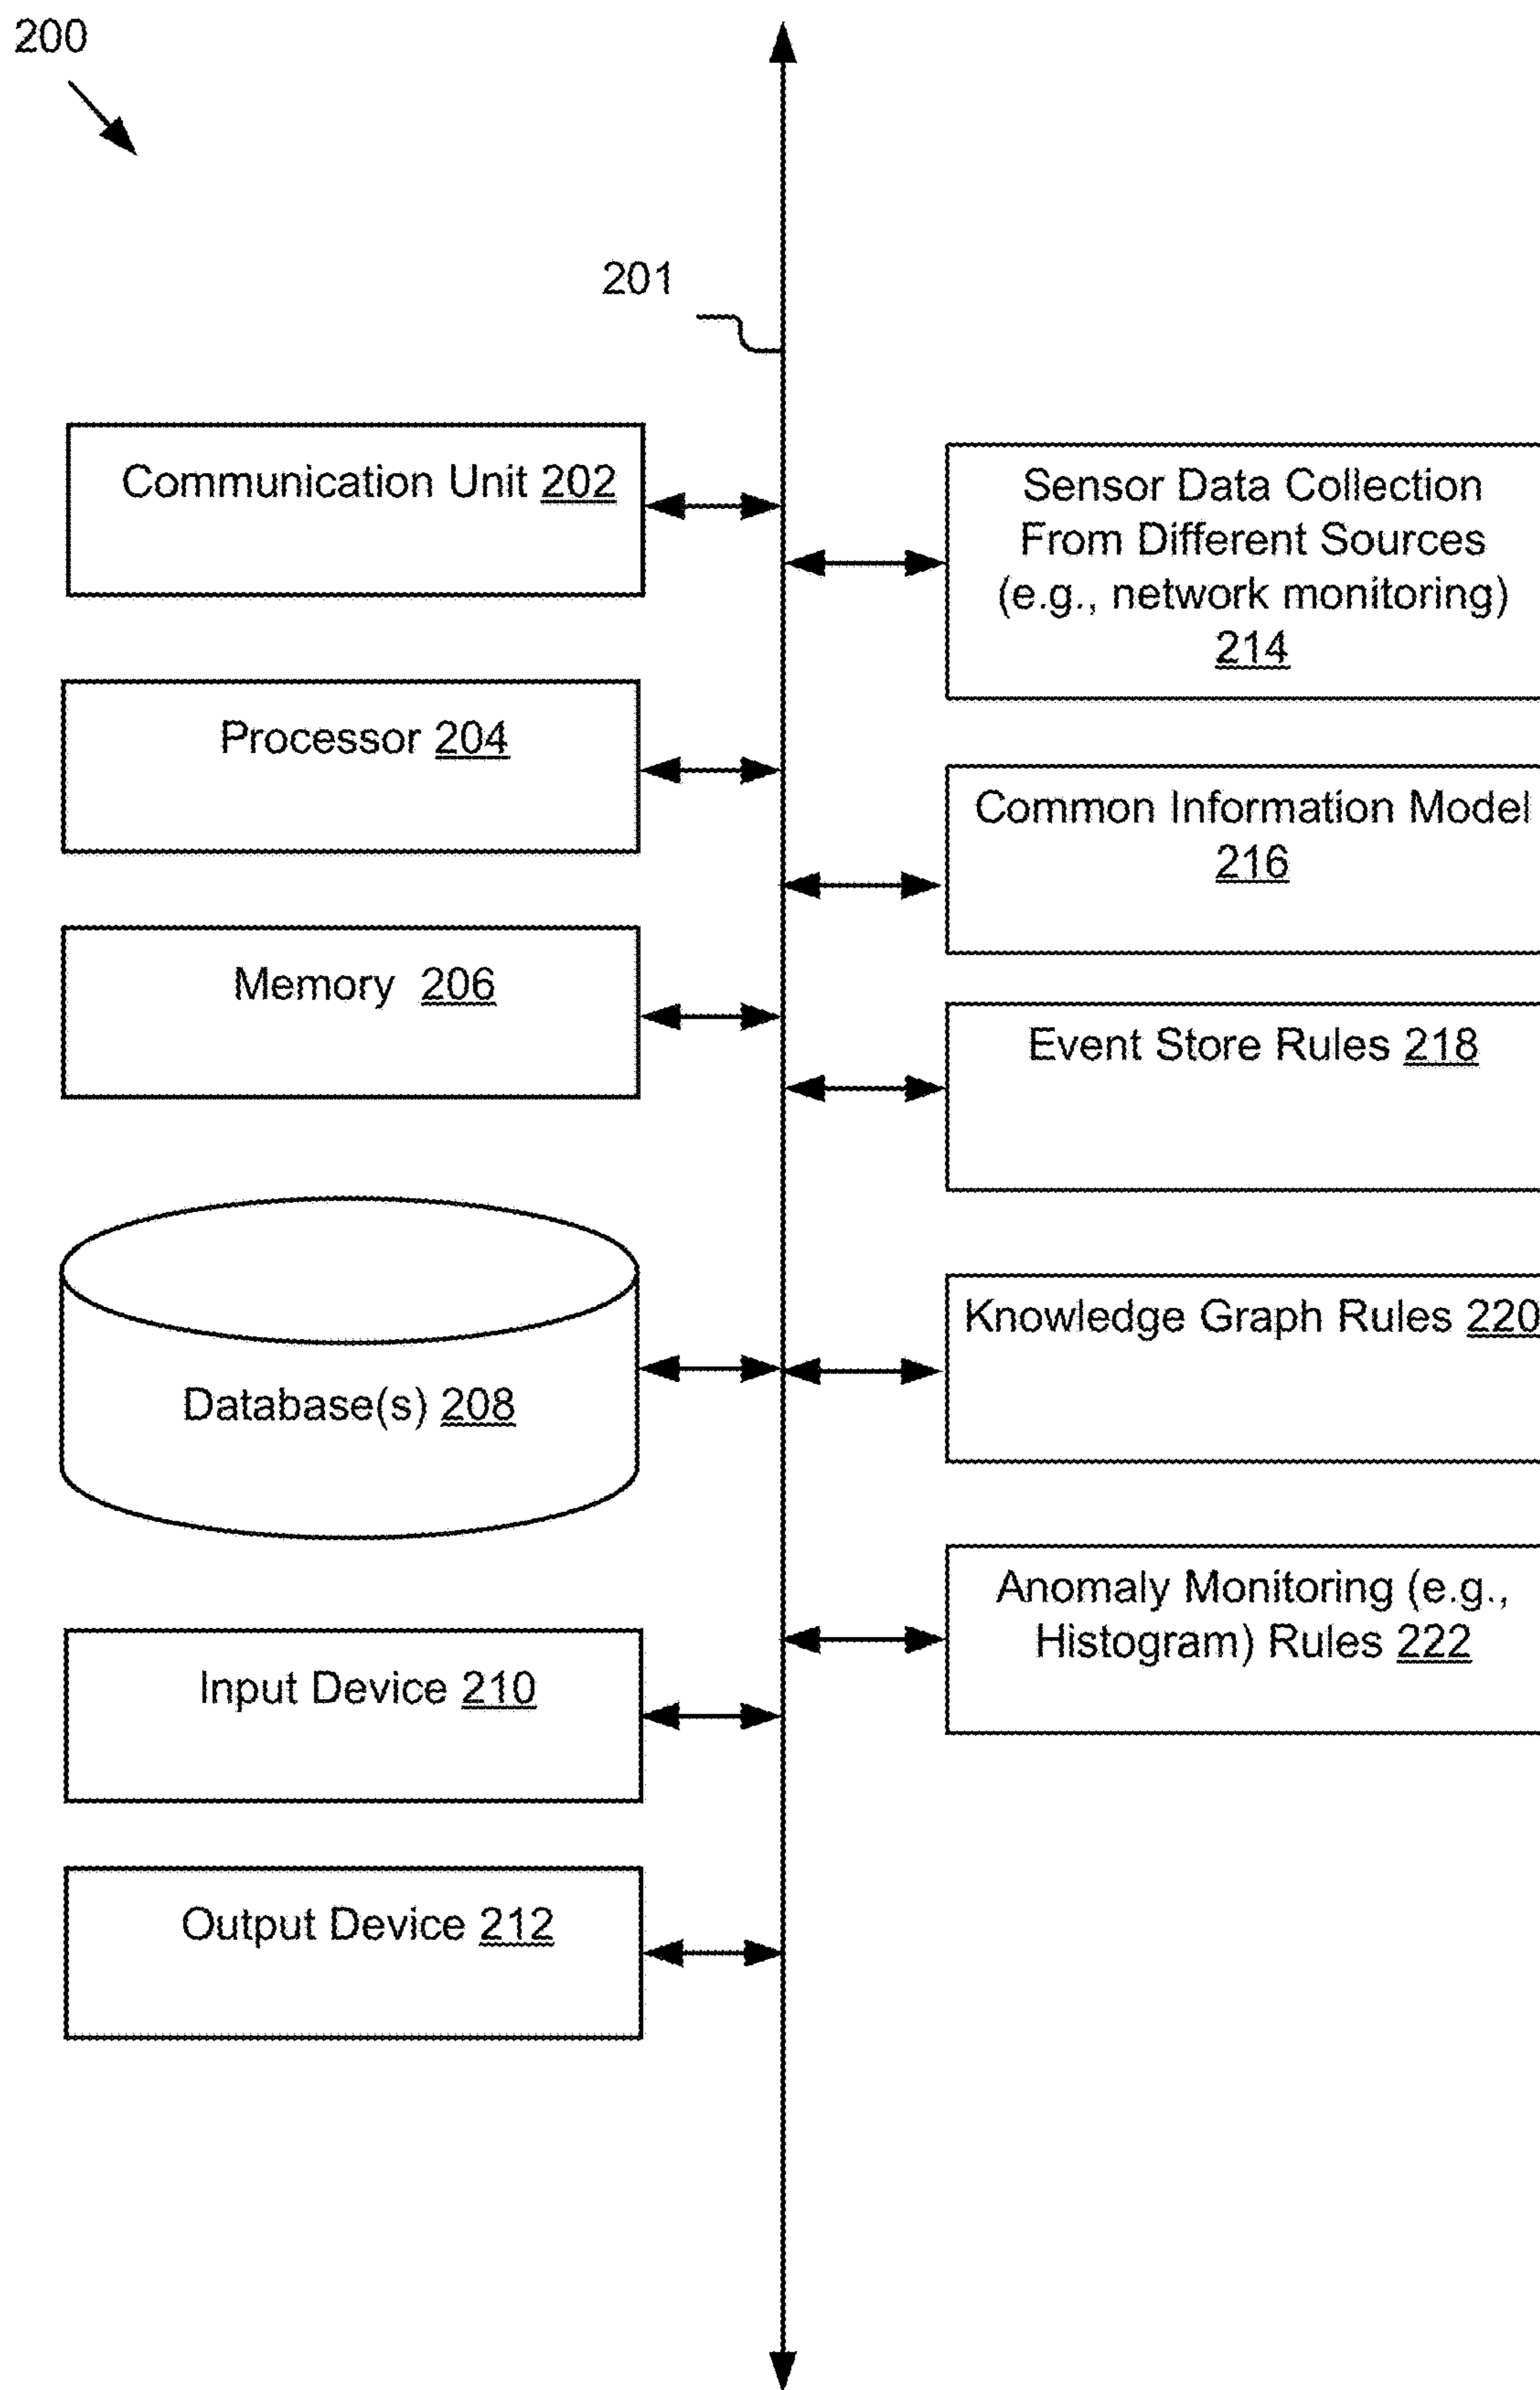 200
201
Communication Unit 202
Processor 204
Memory 206
Database(s) 208
Input Device 210
Output Device 212
Sensor Data Collection
From Different Sources
(e.g., network monitoring)
214
Common Information Model
216
Event Store Rules 218
Knowledge Graph Rules 220
Anomaly Monitoring (e.g.,
Histogram) Rules 222